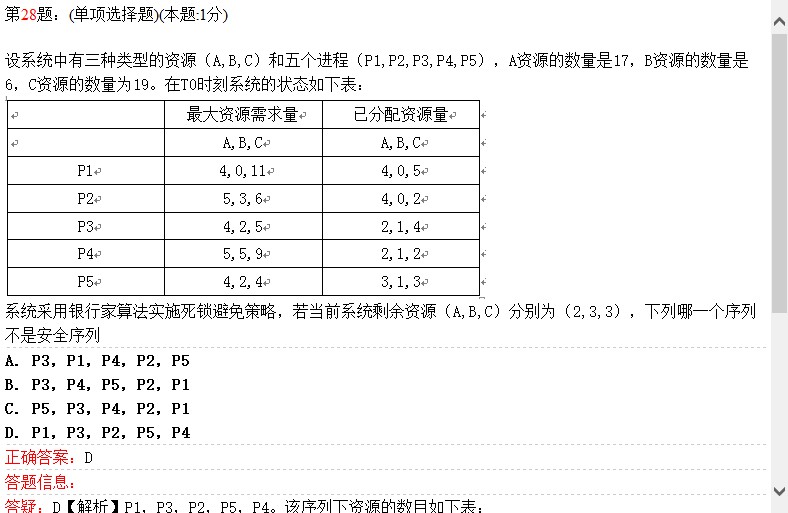 第28题：(单项选择题)(本题:1分)
设系统中有三种类型的资源（A,B,C）和五个进程（P1,P2,P3,P4,P5），A资源的数量是17，B资源的数量是
6，C资源的数量为19。在T0时刻系统的状态如下表：
最大资源需求量 已分配资源量
A,B,C A,B,C
P1 4,0,11 4,0,5
P2 5,3,6 4,0,2
P3 4,2,5 2,1,4
P4 5,5,9 2,1,2
P5 4,2,4 3,1,3
系统采用银行家算法实施死锁避免策略，若当前系统剩余资源（A,B,C）分别为（2,3,3），下列哪一个序列
不是安全序列
A. P3，P1，P4，P2，P5
B. P3，P4，P5，P2，P1
C. P5，P3，P4，P2，P1
D. P1，P3，P2，P5，P4
正确答案：D
答题信息：
答疑：D【解析】P1，P3，P2，P5，P4。该序列下资源的数目如下表：